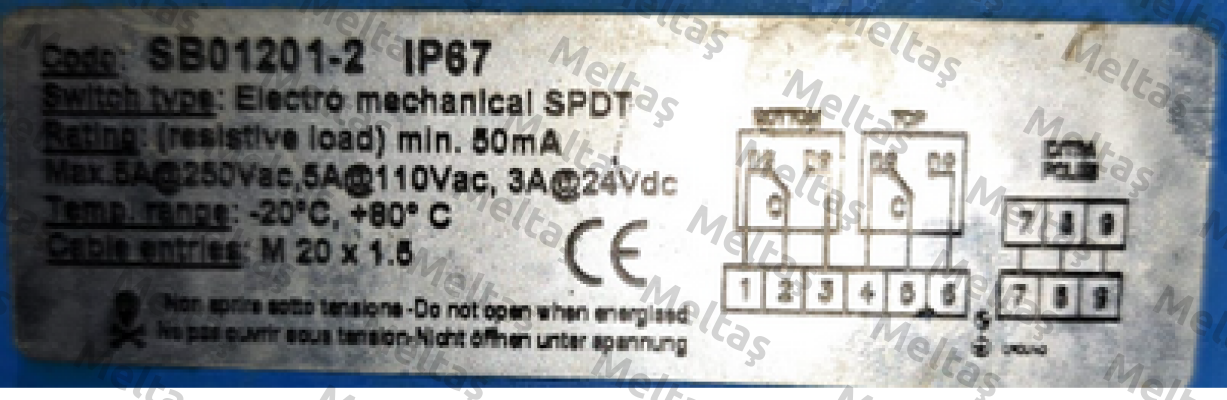 Code: SB01201-2 IP67
Switch type: Electro mechanical SPDT
Rating: (resistive load) min. 50mA
Max.5A@250Vac,5A@110Vac, 3A@24Vdc
Temp. range: -20°C, +80° C
Cable entries: M 20 x 1.5
CE
Non aprire sotto tensione-Do not open when energised
No pas ouvrir sous tension-Nicht öffnen unter spannung
BOTTOM TOP
C C
1 2 3 4 5 6
7 8 9
7 8 9
GROUND
Meltaş